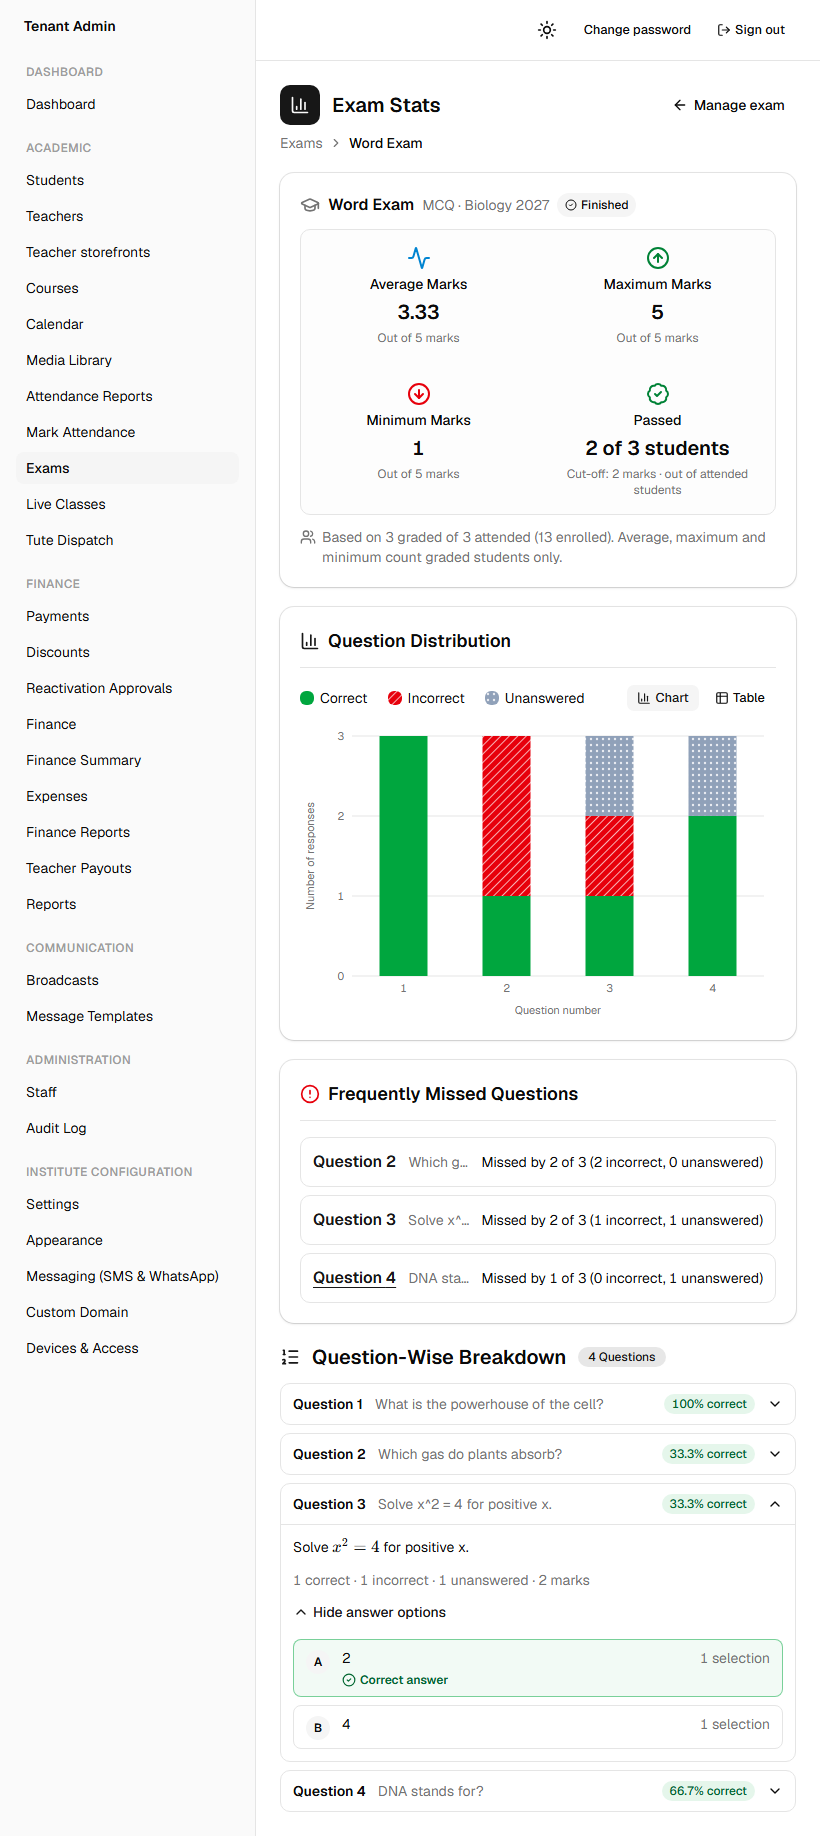 Tenant Admin
Change password
Sign out
DASHBOARD
Dashboard
ACADEMIC
Students
Teachers
Teacher storefronts
Courses
Calendar
Media Library
Attendance Reports
Mark Attendance
Exams
Live Classes
Tute Dispatch
FINANCE
Payments
Discounts
Reactivation Approvals
Finance
Finance Summary
Expenses
Finance Reports
Teacher Payouts
Reports
COMMUNICATION
Broadcasts
Message Templates
ADMINISTRATION
Staff
Audit Log
INSTITUTE CONFIGURATION
Settings
Appearance
Messaging (SMS & WhatsApp)
Custom Domain
Devices & Access
Exam Stats
Manage exam
Exams > Word Exam
Word Exam MCQ · Biology 2027 Finished
Average Marks
3.33
Out of 5 marks
Maximum Marks
5
Out of 5 marks
Minimum Marks
1
Out of 5 marks
Passed
2 of 3 students
Cut-off: 2 marks · out of attended
students
Based on 3 graded of 3 attended (13 enrolled). Average, maximum and
minimum count graded students only.
Question Distribution
Correct Incorrect Unanswered Chart Table
Number of responses
3
2
1
0
1 2 3 4
Question number
Frequently Missed Questions
Question 2 Which g... Missed by 2 of 3 (2 incorrect, 0 unanswered)
Question 3 Solve x^... Missed by 2 of 3 (1 incorrect, 1 unanswered)
Question 4 DNA sta... Missed by 1 of 3 (0 incorrect, 1 unanswered)
Question-Wise Breakdown 4 Questions
Question 1 What is the powerhouse of the cell? 100% correct
Question 2 Which gas do plants absorb? 33.3% correct
Question 3 Solve x^2 = 4 for positive x. 33.3% correct
Solve x² = 4 for positive x.
1 correct · 1 incorrect · 1 unanswered · 2 marks
Hide answer options
A 2 1 selection
Correct answer
B 4 1 selection
Question 4 DNA stands for? 66.7% correct